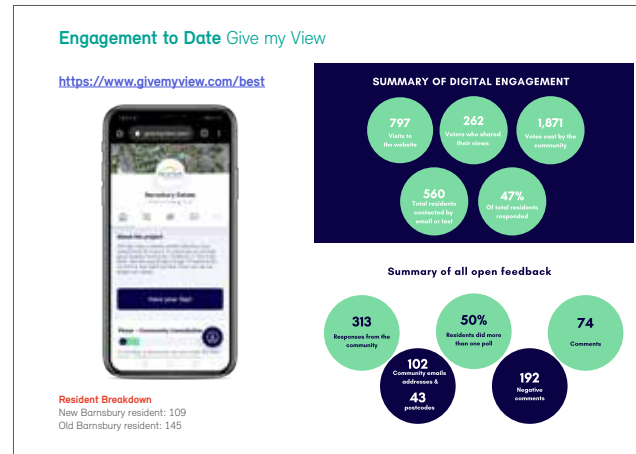 Engagement to Date Give my View
https://www.givemyview.com/best
Barnsbury Estate
About the project
Have your Say!
Phase - Community Consultation
Resident Breakdown
New Barnsbury resident: 109
Old Barnsbury resident: 145
SUMMARY OF DIGITAL ENGAGEMENT
797
Visits to
the website
262
Voters who shared
their views
1,871
Votes cast by the
community
560
Total residents
contacted by
email or text
47%
Of total residents
responded
Summary of all open feedback
313
Responses from the
community
50%
Residents did more
than one poll
74
Comments
102
Community emails
addresses &
43
postcodes
192
Negative
comments